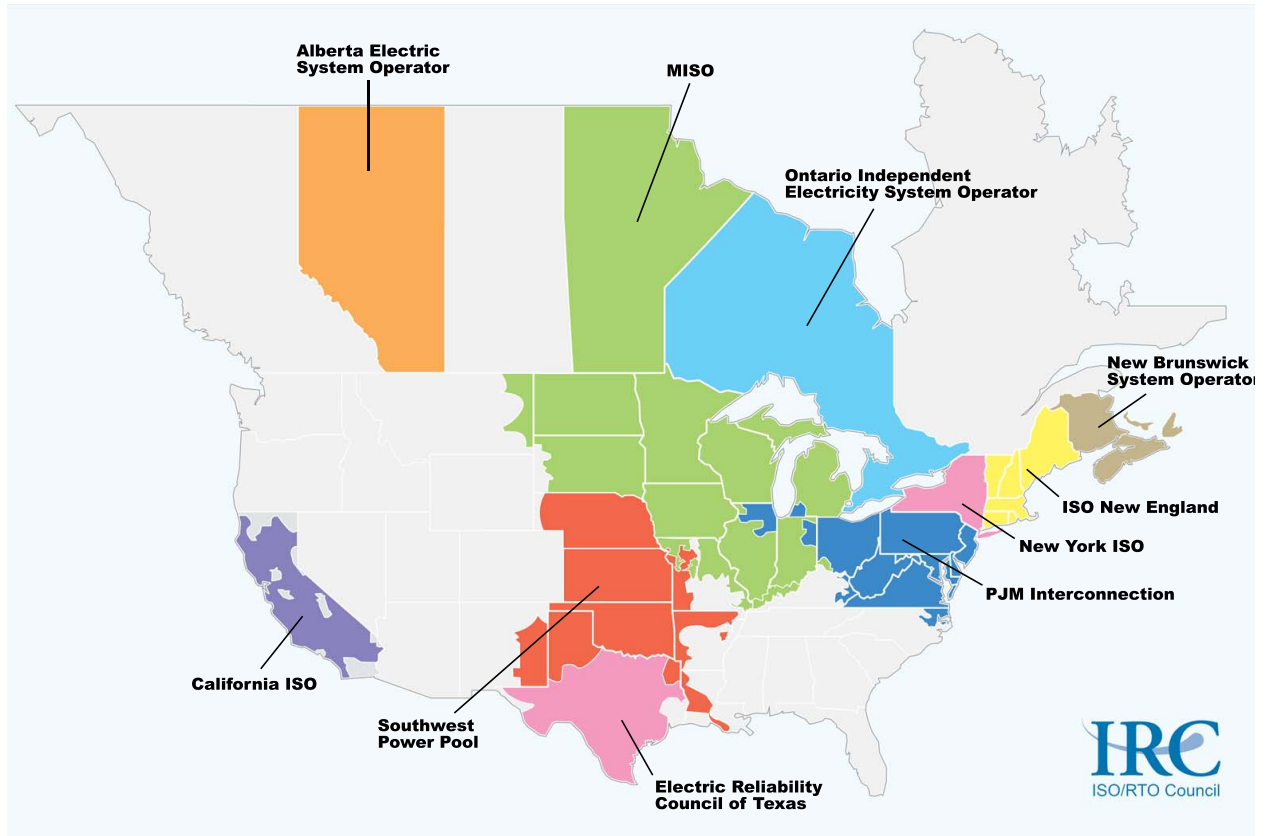 Alberta Electric
System Operator
MISO
Ontario Independent
Electricity System Operator
New Brunswick
System Operator
ISO New England
New York ISO
PJM Interconnection
California ISO
Southwest
Power Pool
Electric Reliability
Council of Texas
IRC
ISO/RTO Council